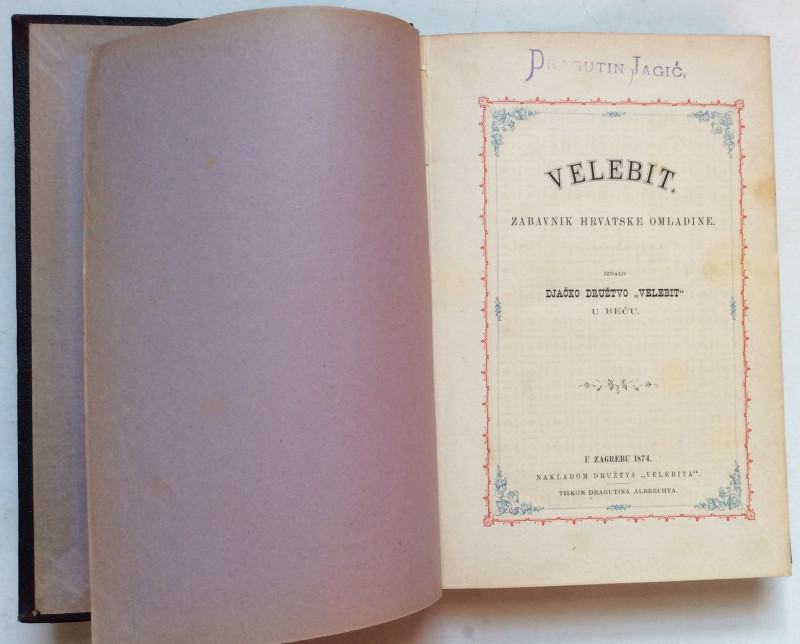 DRAGUTIN JAGIĆ.
VELEBIT.
ZABAVNIK HRVATSKE OMLADINE.
IZDALO
DJAČKO DRUŽTVO „VELEBIT“
U BEČU.
U ZAGREBU 1874.
NAKLADOM DRUŽTVA „VELEBITA“.
TISKOM DRAGUTINA ALBRECHTA.